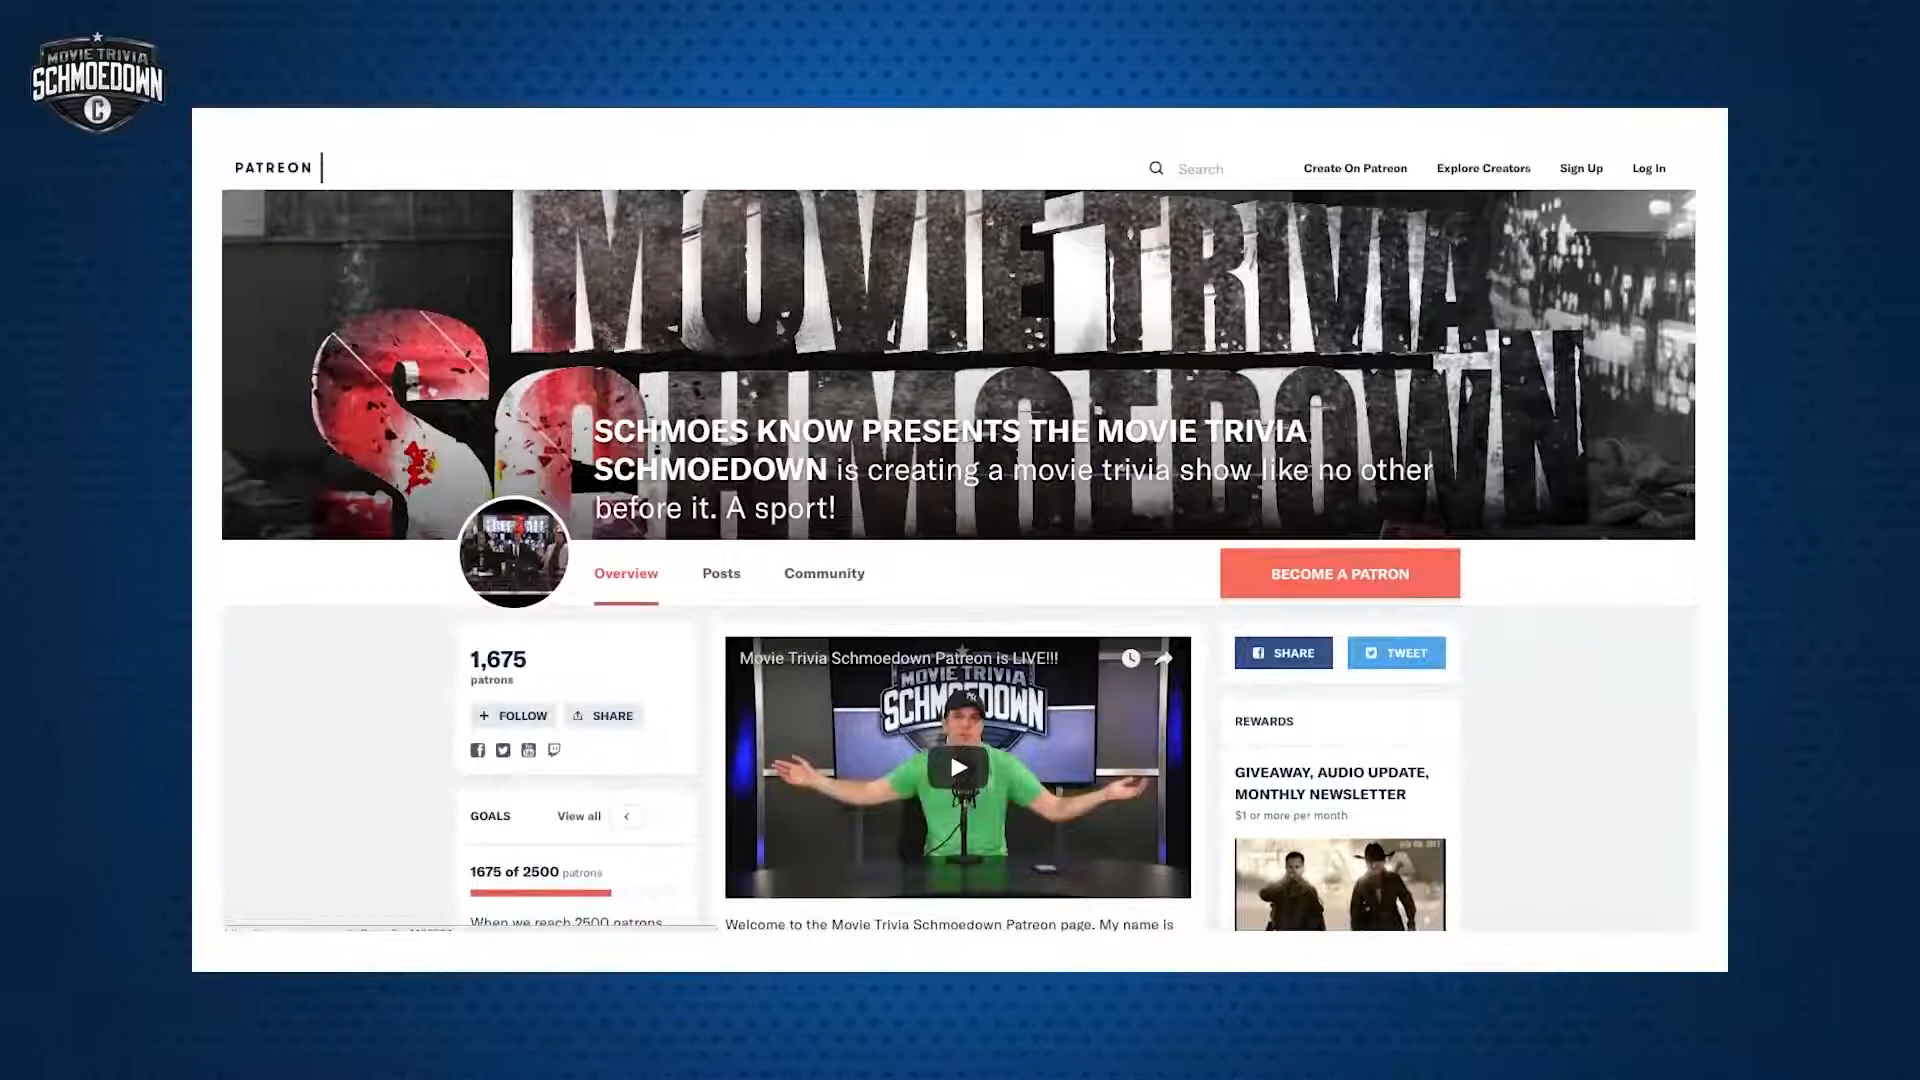 MOVIE TRIVIA
SCHMOEDOWN
C
PATREON
Search
Create On Patreon
Explore Creators
Sign Up
Log In
MOVIE TRIVIA
SCHMOEDOWN
SCHMOES KNOW PRESENTS THE MOVIE TRIVIA
SCHMOEDOWN is creating a movie trivia show like no other
before it. A sport!
Overview
Posts
Community
BECOME A PATRON
1,675
patrons
+ FOLLOW
SHARE
GOALS
View all
1675 of 2500 patrons
When we reach 2500 patrons
Movie Trivia Schmoedown Patreon is LIVE!!!
MOVIE TRIVIA
SCHMOEDOWN
Welcome to the Movie Trivia Schmoedown Patreon page. My name is
SHARE
TWEET
REWARDS
GIVEAWAY, AUDIO UPDATE,
MONTHLY NEWSLETTER
$1 or more per month